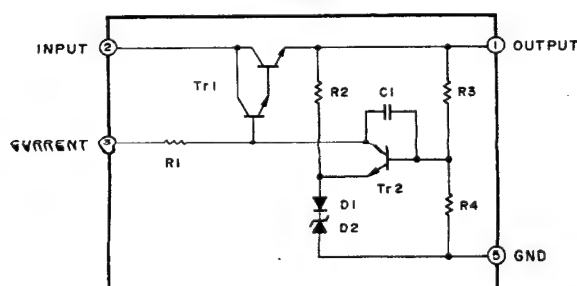 INPUT 2 1 OUTPUT
Tr1 R2 C1 R3
CURRENT 3
R1
Tr2
D1 R4
D2
5 GND